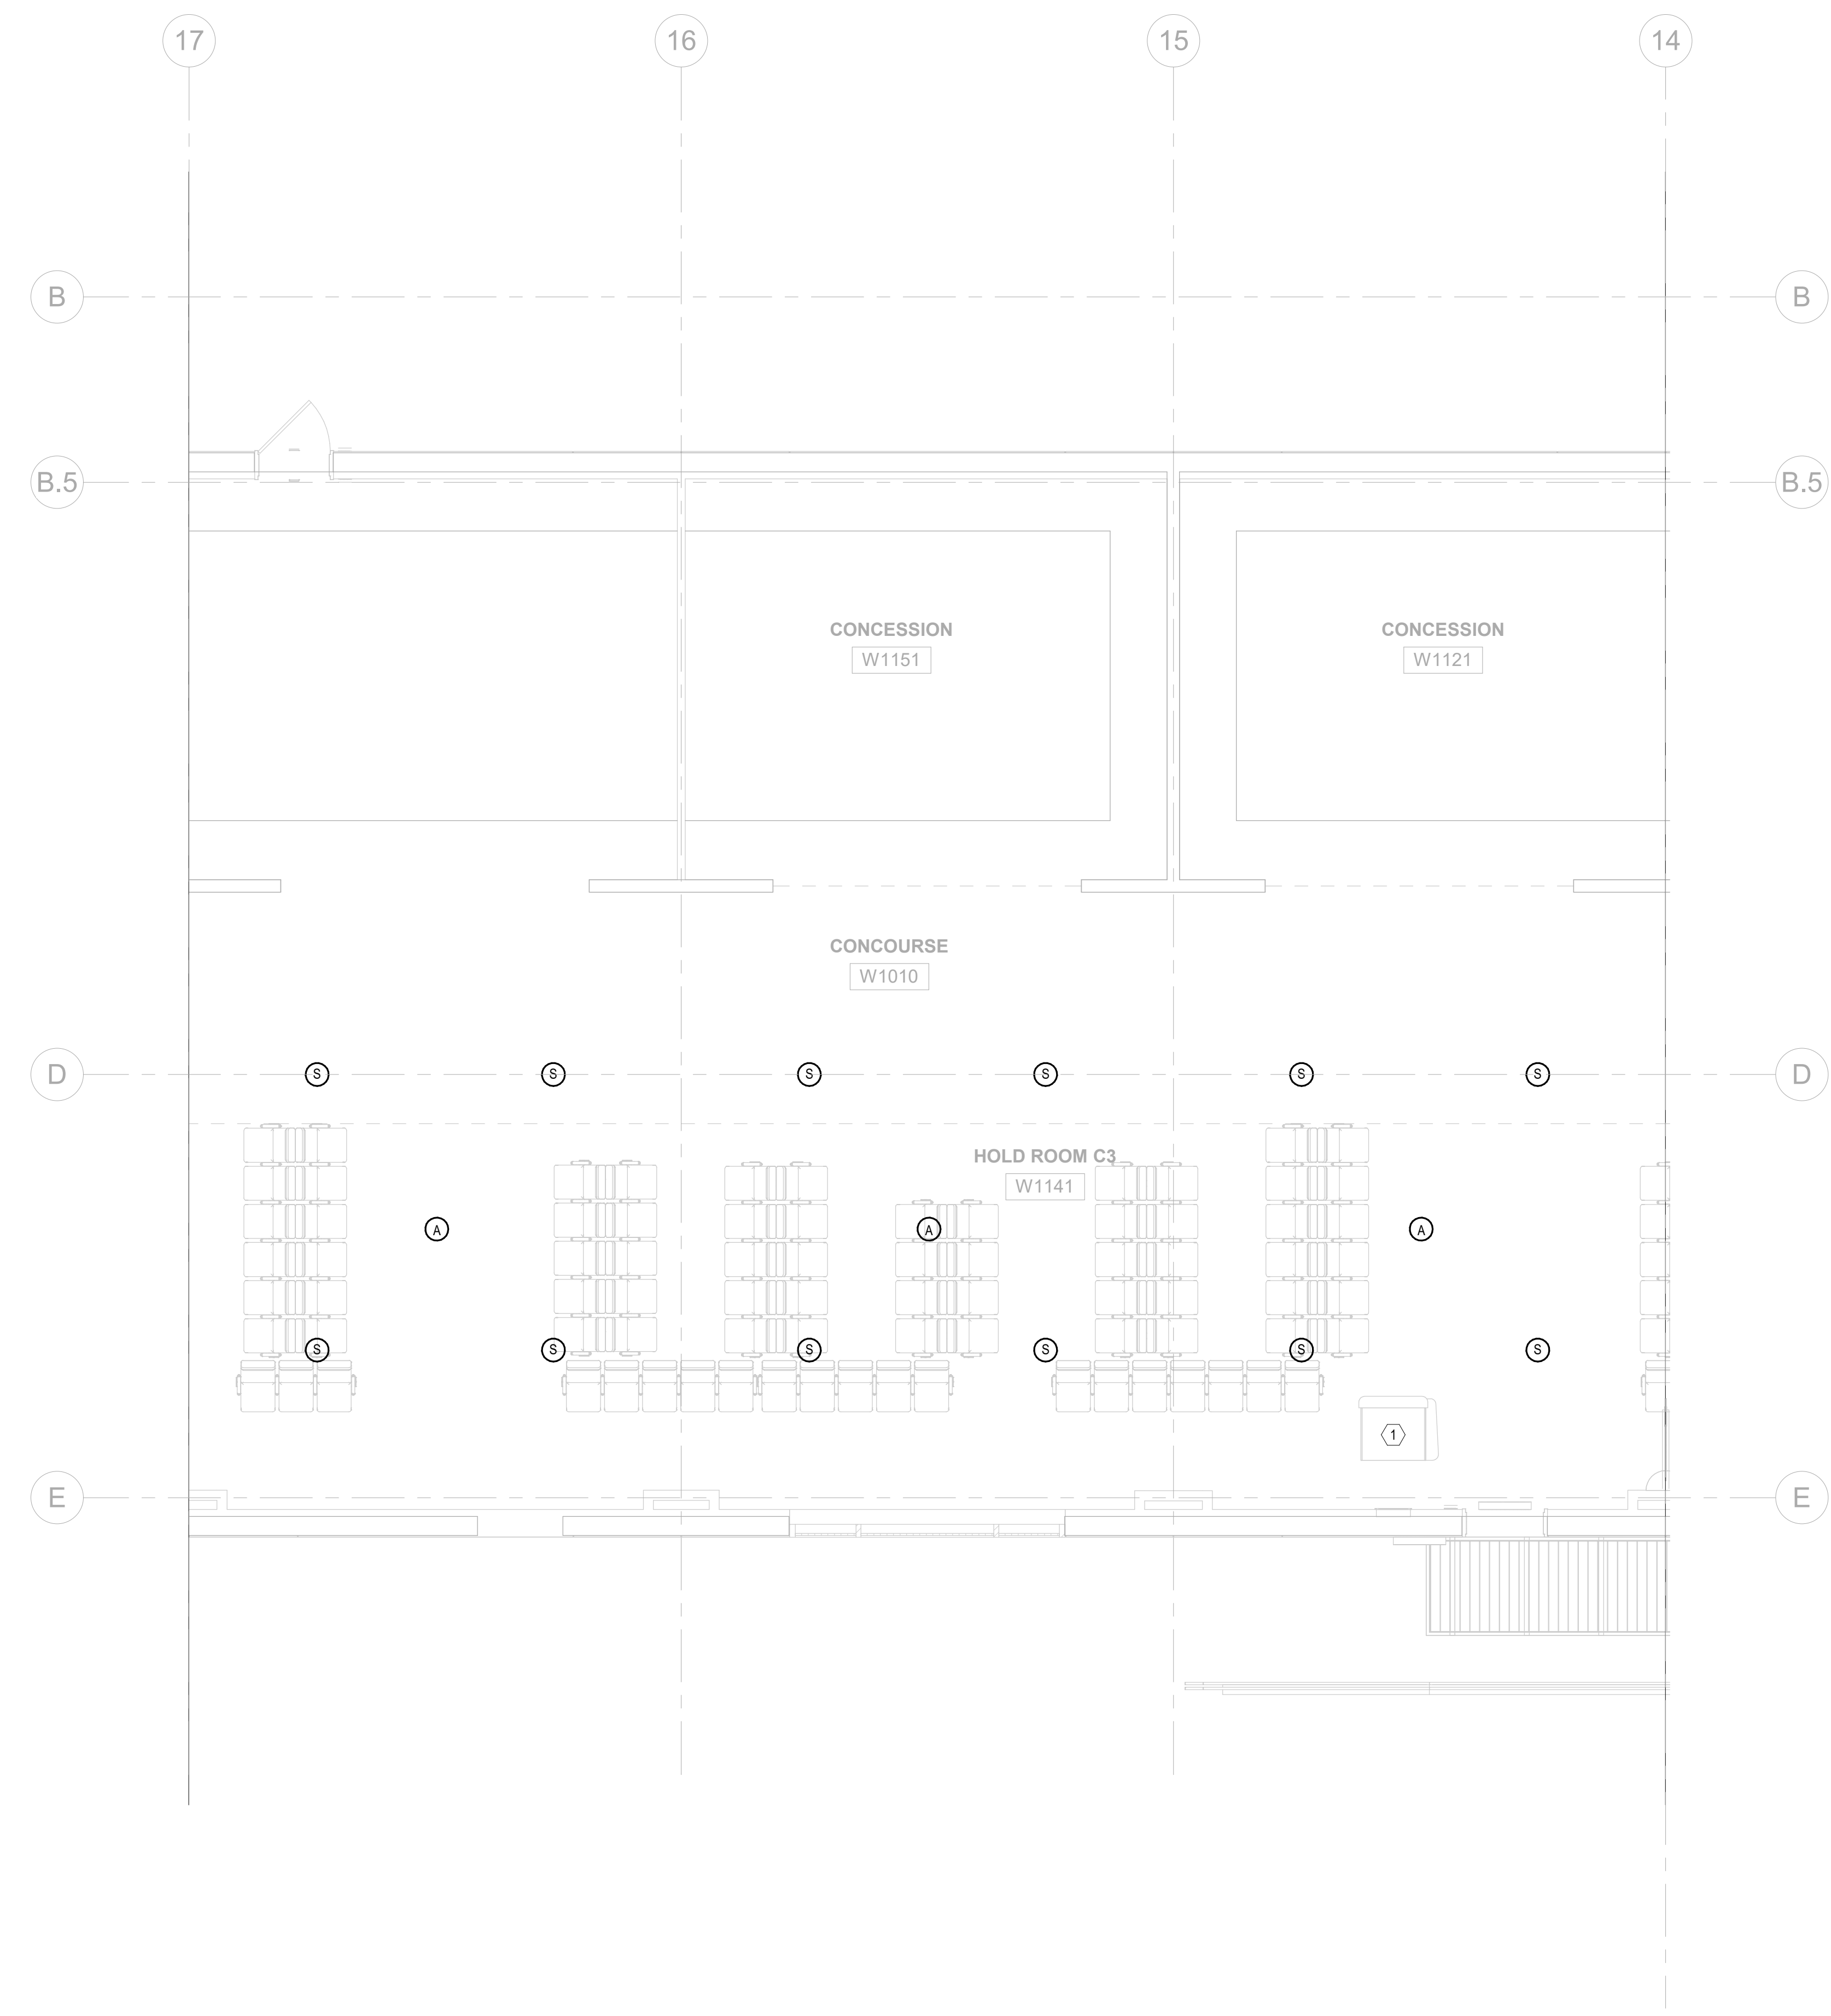 17 16 15 14
B B
B.5 B.5
CONCESSION CONCESSION
W1151 W1121
CONCOURSE
W1010
D S S S S S S D
HOLD ROOM C3
W1141
A A A
S S S S S S
1
E E